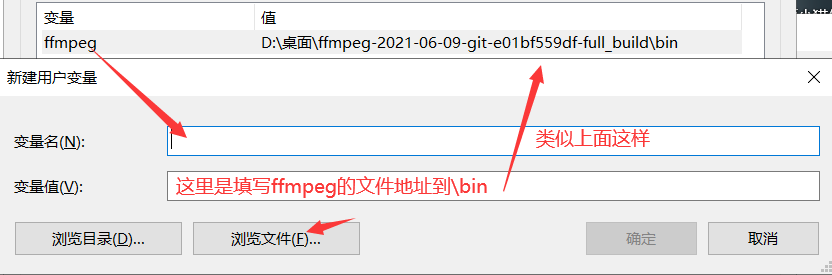 变量 值
ffmpeg D:\桌面\ffmpeg-2021-06-09-git-e01bf559df-full_build\bin
新建用户变量
变量名(N): 类似上面这样
变量值(V): 这里是填写ffmpeg的文件地址到\bin
浏览目录(D)... 浏览文件(F)... 确定 取消